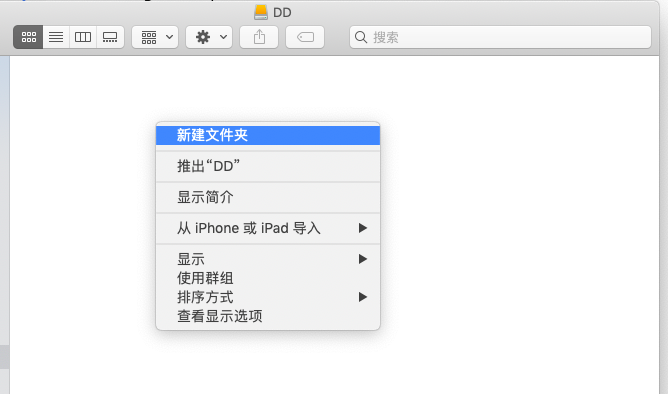 DD
搜索
新建文件夹
推出“DD”
显示简介
从 iPhone 或 iPad 导入
显示
使用群组
排序方式
查看显示选项